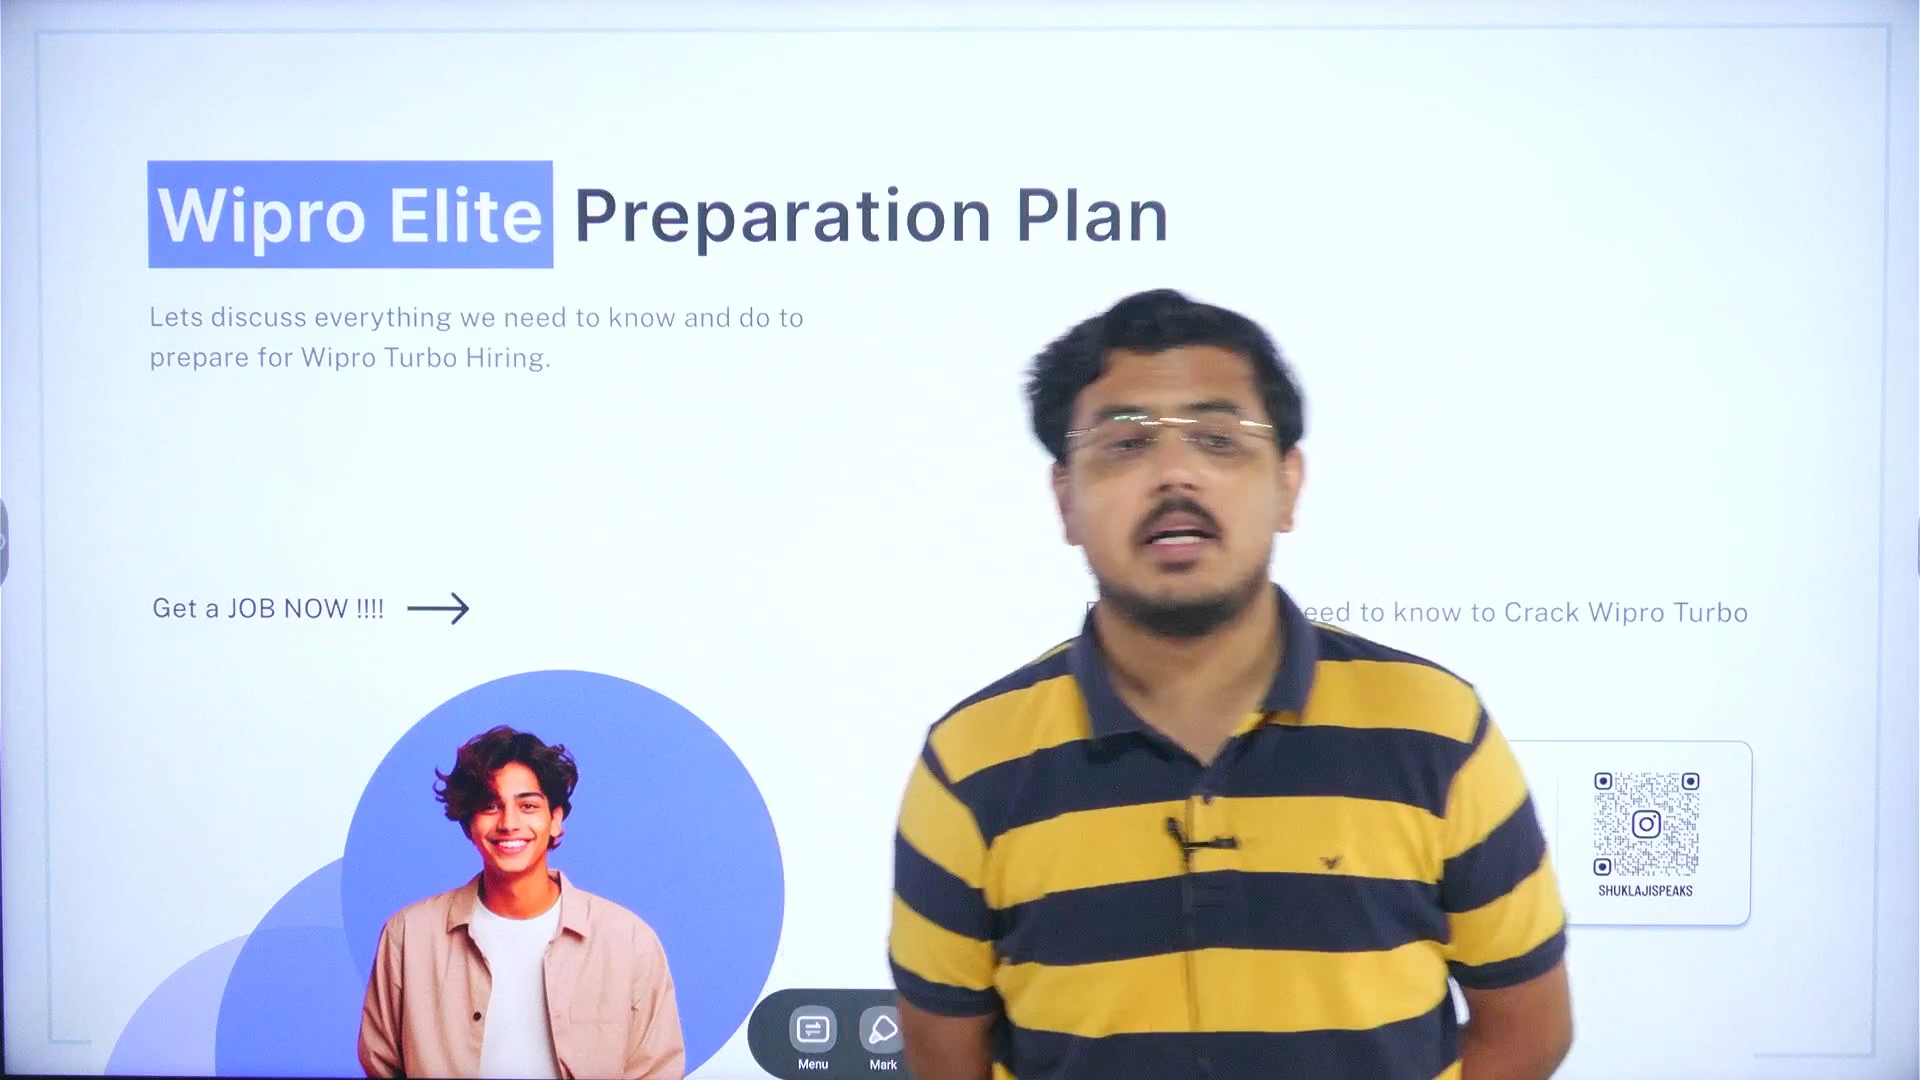 Wipro Elite Preparation Plan
Lets discuss everything we need to know and do to
prepare for Wipro Turbo Hiring.
Get a JOB NOW !!!!
to know to Crack Wipro Turbo
SHUKLAJISPEAKS
Menu
Mark